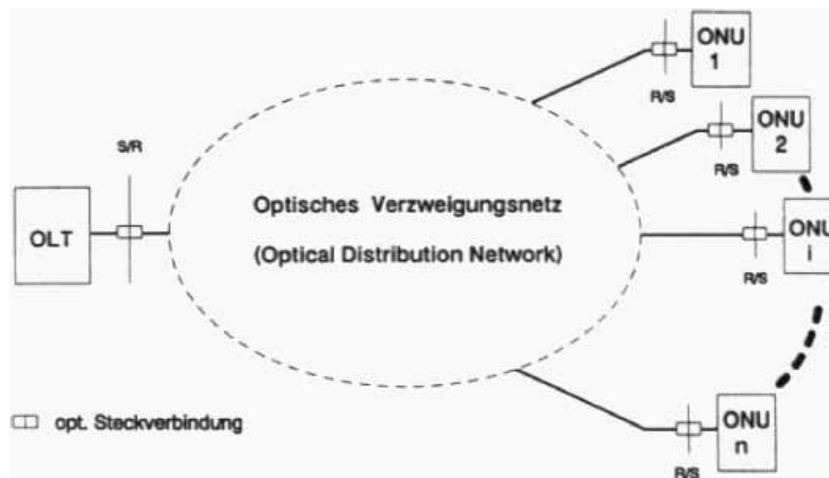 ONU
1
R/S
ONU
2
R/S
S/R
OLT
Optisches Verzweigungsnetz
(Optical Distribution Network)
ONU
i
R/S
opt. Steckverbindung
ONU
n
R/S